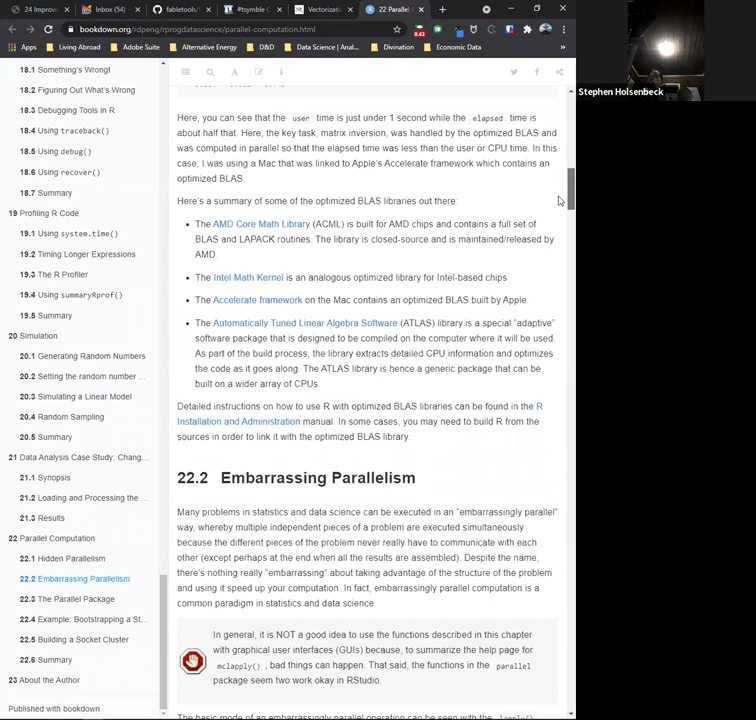 24 Improvi
Inbox (54)
fabletools/
#tsymble C
Vectorizati
22 Parallel C
bookdown.org/rdpeng/rprogdatascience/parallel-computation.html
0.43
Apps
Living Abroad
Adobe Suite
Alternative Energy
D&D
Data Science | Anal...
Divination
Economic Data
»
Stephen Holsenbeck
18.1 Something's Wrong!
18.2 Figuring Out What's Wrong
18.3 Debugging Tools in R
18.4 Using traceback()
18.5 Using debug()
18.6 Using recover()
18.7 Summary
19 Profiling R Code
19.1 Using system.time()
19.2 Timing Longer Expressions
19.3 The R Profiler
19.4 Using summaryRprof()
19.5 Summary
20 Simulation
20.1 Generating Random Numbers
20.2 Setting the random number ...
20.3 Simulating a Linear Model
20.4 Random Sampling
20.5 Summary
21 Data Analysis Case Study: Chang...
21.1 Synopsis
21.2 Loading and Processing the ...
21.3 Results
22 Parallel Computation
22.1 Hidden Parallelism
22.2 Embarrassing Parallelism
22.3 The Parallel Package
22.4 Example: Bootstrapping a St...
22.5 Building a Socket Cluster
22.6 Summary
23 About the Author
Published with bookdown
Here, you can see that the user time is just under 1 second while the elapsed time is
about half that. Here, the key task, matrix inversion, was handled by the optimized BLAS and
was computed in parallel so that the elapsed time was less than the user or CPU time. In this
case, I was using a Mac that was linked to Apple's Accelerate framework which contains an
optimized BLAS.
Here's a summary of some of the optimized BLAS libraries out there:
• The AMD Core Math Library (ACML) is built for AMD chips and contains a full set of
BLAS and LAPACK routines. The library is closed-source and is maintained/released by
AMD.
• The Intel Math Kernel is an analogous optimized library for Intel-based chips
• The Accelerate framework on the Mac contains an optimized BLAS built by Apple.
• The Automatically Tuned Linear Algebra Software (ATLAS) library is a special "adaptive"
software package that is designed to be compiled on the computer where it will be used.
As part of the build process, the library extracts detailed CPU information and optimizes
the code as it goes along. The ATLAS library is hence a generic package that can be
built on a wider array of CPUs.
Detailed instructions on how to use R with optimized BLAS libraries can be found in the R
Installation and Administration manual. In some cases, you may need to build R from the
sources in order to link it with the optimized BLAS library.
22.2 Embarrassing Parallelism
Many problems in statistics and data science can be executed in an "embarrassingly parallel"
way, whereby multiple independent pieces of a problem are executed simultaneously
because the different pieces of the problem never really have to communicate with each
other (except perhaps at the end when all the results are assembled). Despite the name,
there's nothing really "embarrassing" about taking advantage of the structure of the problem
and using it speed up your computation. In fact, embarrassingly parallel computation is a
common paradigm in statistics and data science.
In general, it is NOT a good idea to use the functions described in this chapter
with graphical user interfaces (GUIs) because, to summarize the help page for
mclapply() , bad things can happen. That said, the functions in the parallel
package seem two work okay in RStudio.
The basic mode of an embarrassingly parallel operation can be seen with the lapply()